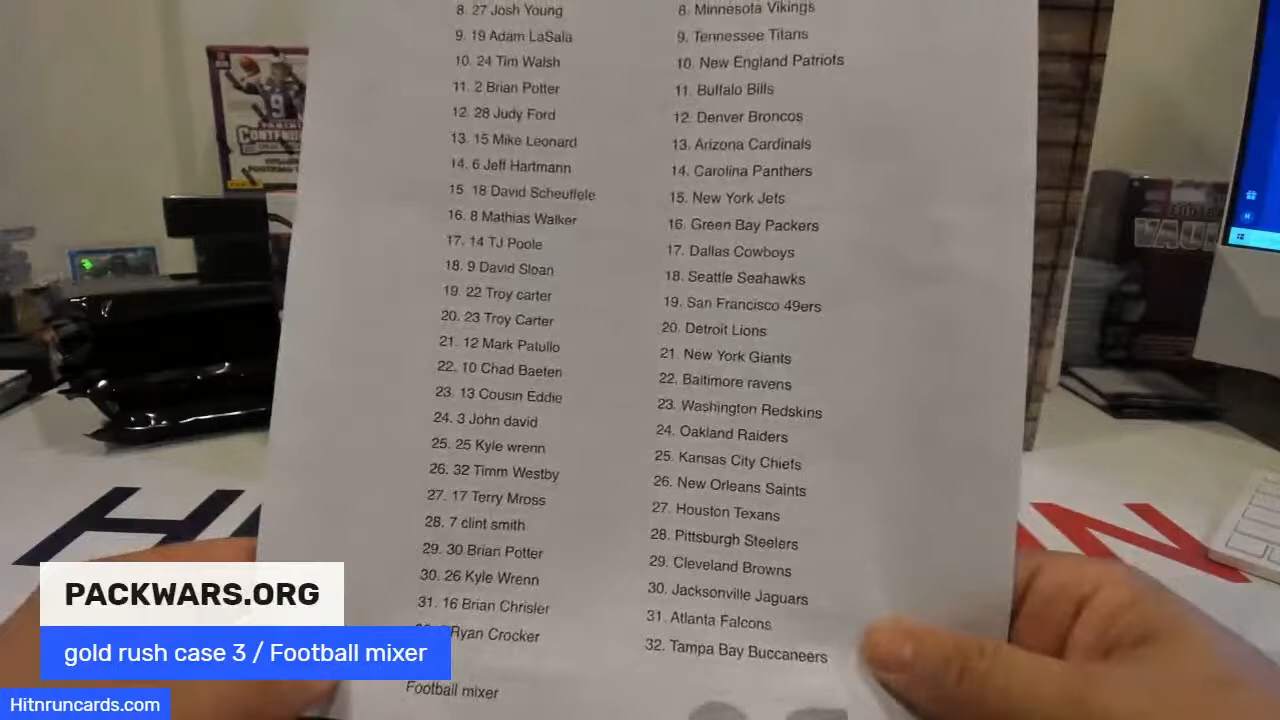 8. 27 Josh Young
9. 19 Adam LaSala
10. 24 Tim Walsh
11. 2 Brian Potter
12. 28 Judy Ford
13. 15 Mike Leonard
14. 6 Jeff Hartmann
15 18 David Scheuffele
16. 8 Mathias Walker
17. 14 TJ Poole
18. 9 David Sloan
19. 22 Troy carter
20. 23 Troy Carter
21. 12 Mark Patullo
22. 10 Chad Baeten
23. 13 Cousin Eddie
24. 3 John david
25. 25 Kyle wrenn
26. 32 Timm Westby
27. 17 Terry Mross
28. 7 clint smith
29. 30 Brian Potter
30. 26 Kyle Wrenn
31. 16 Brian Chrisler
Ryan Crocker
Football mixer
8. Minnesota Vikings
9. Tennessee Titans
10. New England Patriots
11. Buffalo Bills
12. Denver Broncos
13. Arizona Cardinals
14. Carolina Panthers
15. New York Jets
16. Green Bay Packers
17. Dallas Cowboys
18. Seattle Seahawks
19. San Francisco 49ers
20. Detroit Lions
21. New York Giants
22. Baltimore ravens
23. Washington Redskins
24. Oakland Raiders
25. Kansas City Chiefs
26. New Orleans Saints
27. Houston Texans
28. Pittsburgh Steelers
29. Cleveland Browns
30. Jacksonville Jaguars
31. Atlanta Falcons
32. Tampa Bay Buccaneers
PACKWARS.ORG
gold rush case 3 / Football mixer
Hitnruncards.com